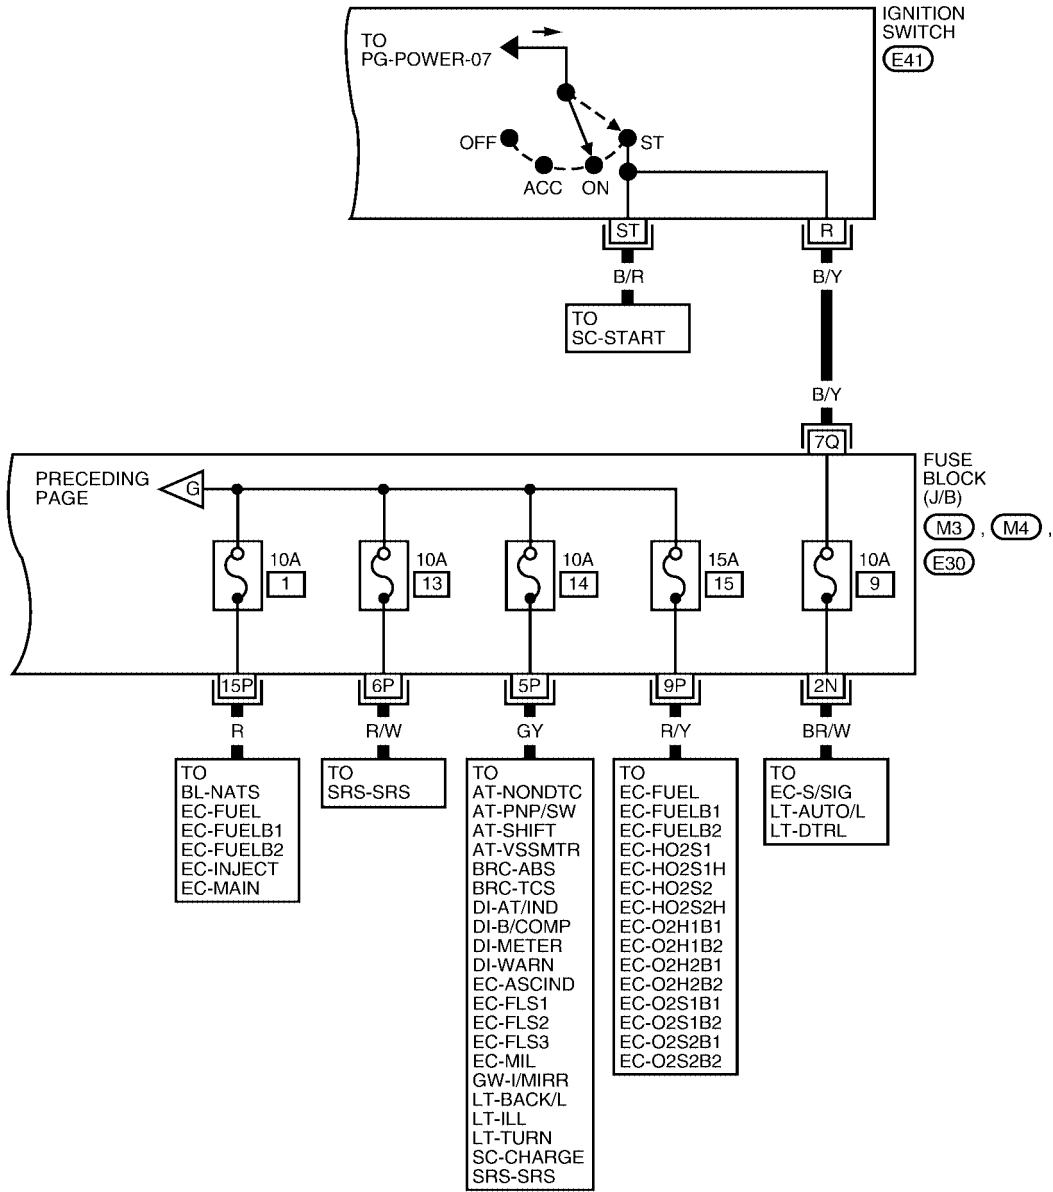 IGNITION
SWITCH
E41
TO
PG-POWER-07
OFF
ACC
ON
ST
ST
R
B/R
B/Y
TO
SC-START
B/Y
7Q
FUSE
BLOCK
(J/B)
M3 , M4 ,
E30
PRECEDING
PAGE
G
10A
1
10A
13
10A
14
15A
15
10A
9
15P
6P
5P
9P
2N
R
R/W
GY
R/Y
BR/W
TO
BL-NATS
EC-FUEL
EC-FUELB1
EC-FUELB2
EC-INJECT
EC-MAIN
TO
SRS-SRS
TO
AT-NONDTC
AT-PNP/SW
AT-SHIFT
AT-VSSMTR
BRC-ABS
BRC-TCS
DI-AT/IND
DI-B/COMP
DI-METER
DI-WARN
EC-ASCIND
EC-FLS1
EC-FLS2
EC-FLS3
EC-MIL
GW-I/MIRR
LT-BACK/L
LT-ILL
LT-TURN
SC-CHARGE
SRS-SRS
TO
EC-FUEL
EC-FUELB1
EC-FUELB2
EC-HO2S1
EC-HO2S1H
EC-HO2S2
EC-HO2S2H
EC-O2H1B1
EC-O2H1B2
EC-O2H2B1
EC-O2H2B2
EC-O2S1B1
EC-O2S1B2
EC-O2S2B1
EC-O2S2B2
TO
EC-S/SIG
LT-AUTO/L
LT-DTRL